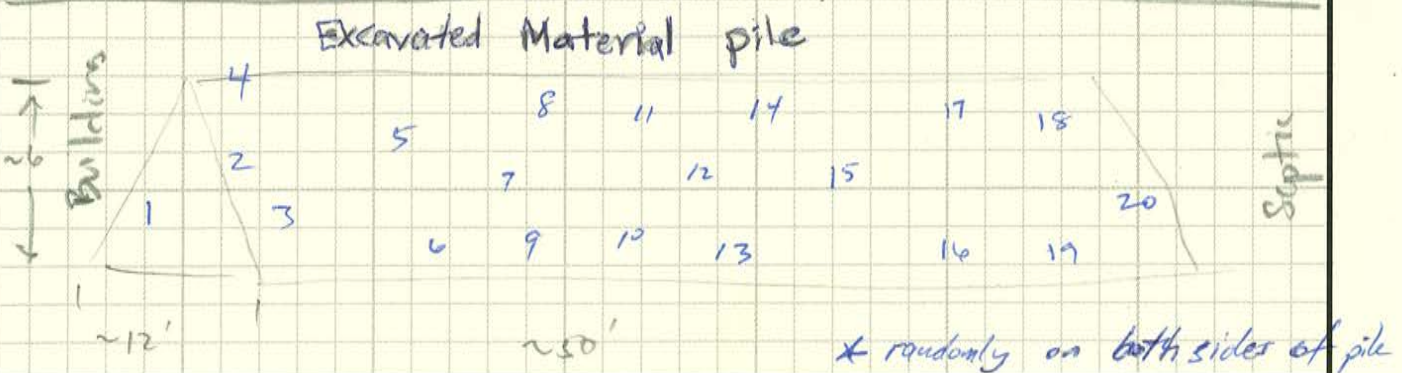 Excavated Material pile
Building
~6
4
8 11 14 17 18
5
2
7 12 15
1 3
20
Septic
6 9 10 13 16 19
~12'
* randomly on both sides of pile